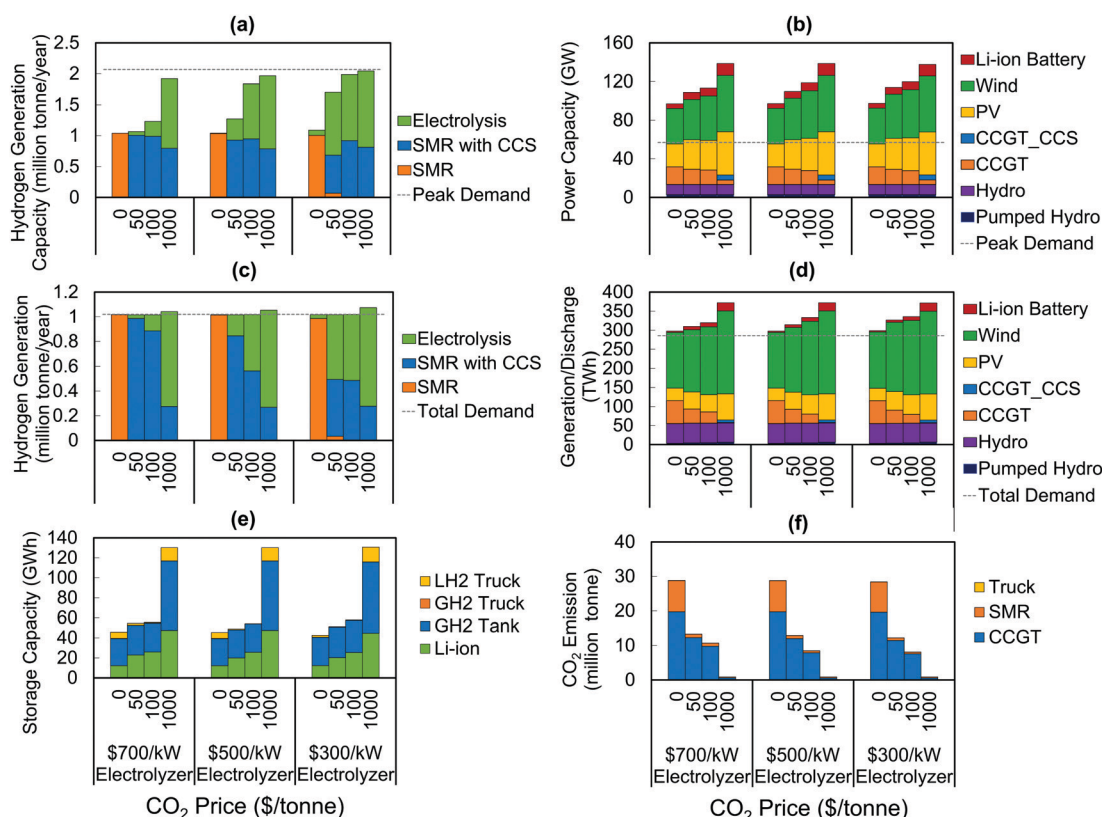 (a)
Hydrogen Generation
Capacity (million tonne/year)
2.5
2
1.5
1
0.5
0
0 50 100 1000 0 50 100 1000 0 50 100 1000
Electrolysis
SMR with CCS
SMR
Peak Demand
(b)
Power Capacity (GW)
160
120
80
40
0
0 50 100 1000 0 50 100 1000 0 50 100 1000
Li-ion Battery
Wind
PV
CCGT_CCS
CCGT
Hydro
Pumped Hydro
Peak Demand
(c)
Hydrogen Generation
(million tonne/year)
1.2
1
0.8
0.6
0.4
0.2
0
0 50 100 1000 0 50 100 1000 0 50 100 1000
Electrolysis
SMR with CCS
SMR
Total Demand
(d)
Generation/Discharge
(TWh)
350
300
250
200
150
100
50
0
0 50 100 1000 0 50 100 1000 0 50 100 1000
Li-ion Battery
Wind
PV
CCGT_CCS
CCGT
Hydro
Pumped Hydro
Total Demand
(e)
Storage Capacity (GWh)
140
120
100
80
60
40
20
0
0 50 100 1000 0 50 100 1000 0 50 100 1000
$700/kW $500/kW $300/kW
Electrolyzer Electrolyzer Electrolyzer
CO₂ Price ($/tonne)
LH2 Truck
GH2 Truck
GH2 Tank
Li-ion
(f)
CO₂ Emission
(million tonne)
40
30
20
10
0
0 50 100 1000 0 50 100 1000 0 50 100 1000
$700/kW $500/kW $300/kW
Electrolyzer Electrolyzer Electrolyzer
CO₂ Price ($/tonne)
Truck
SMR
CCGT